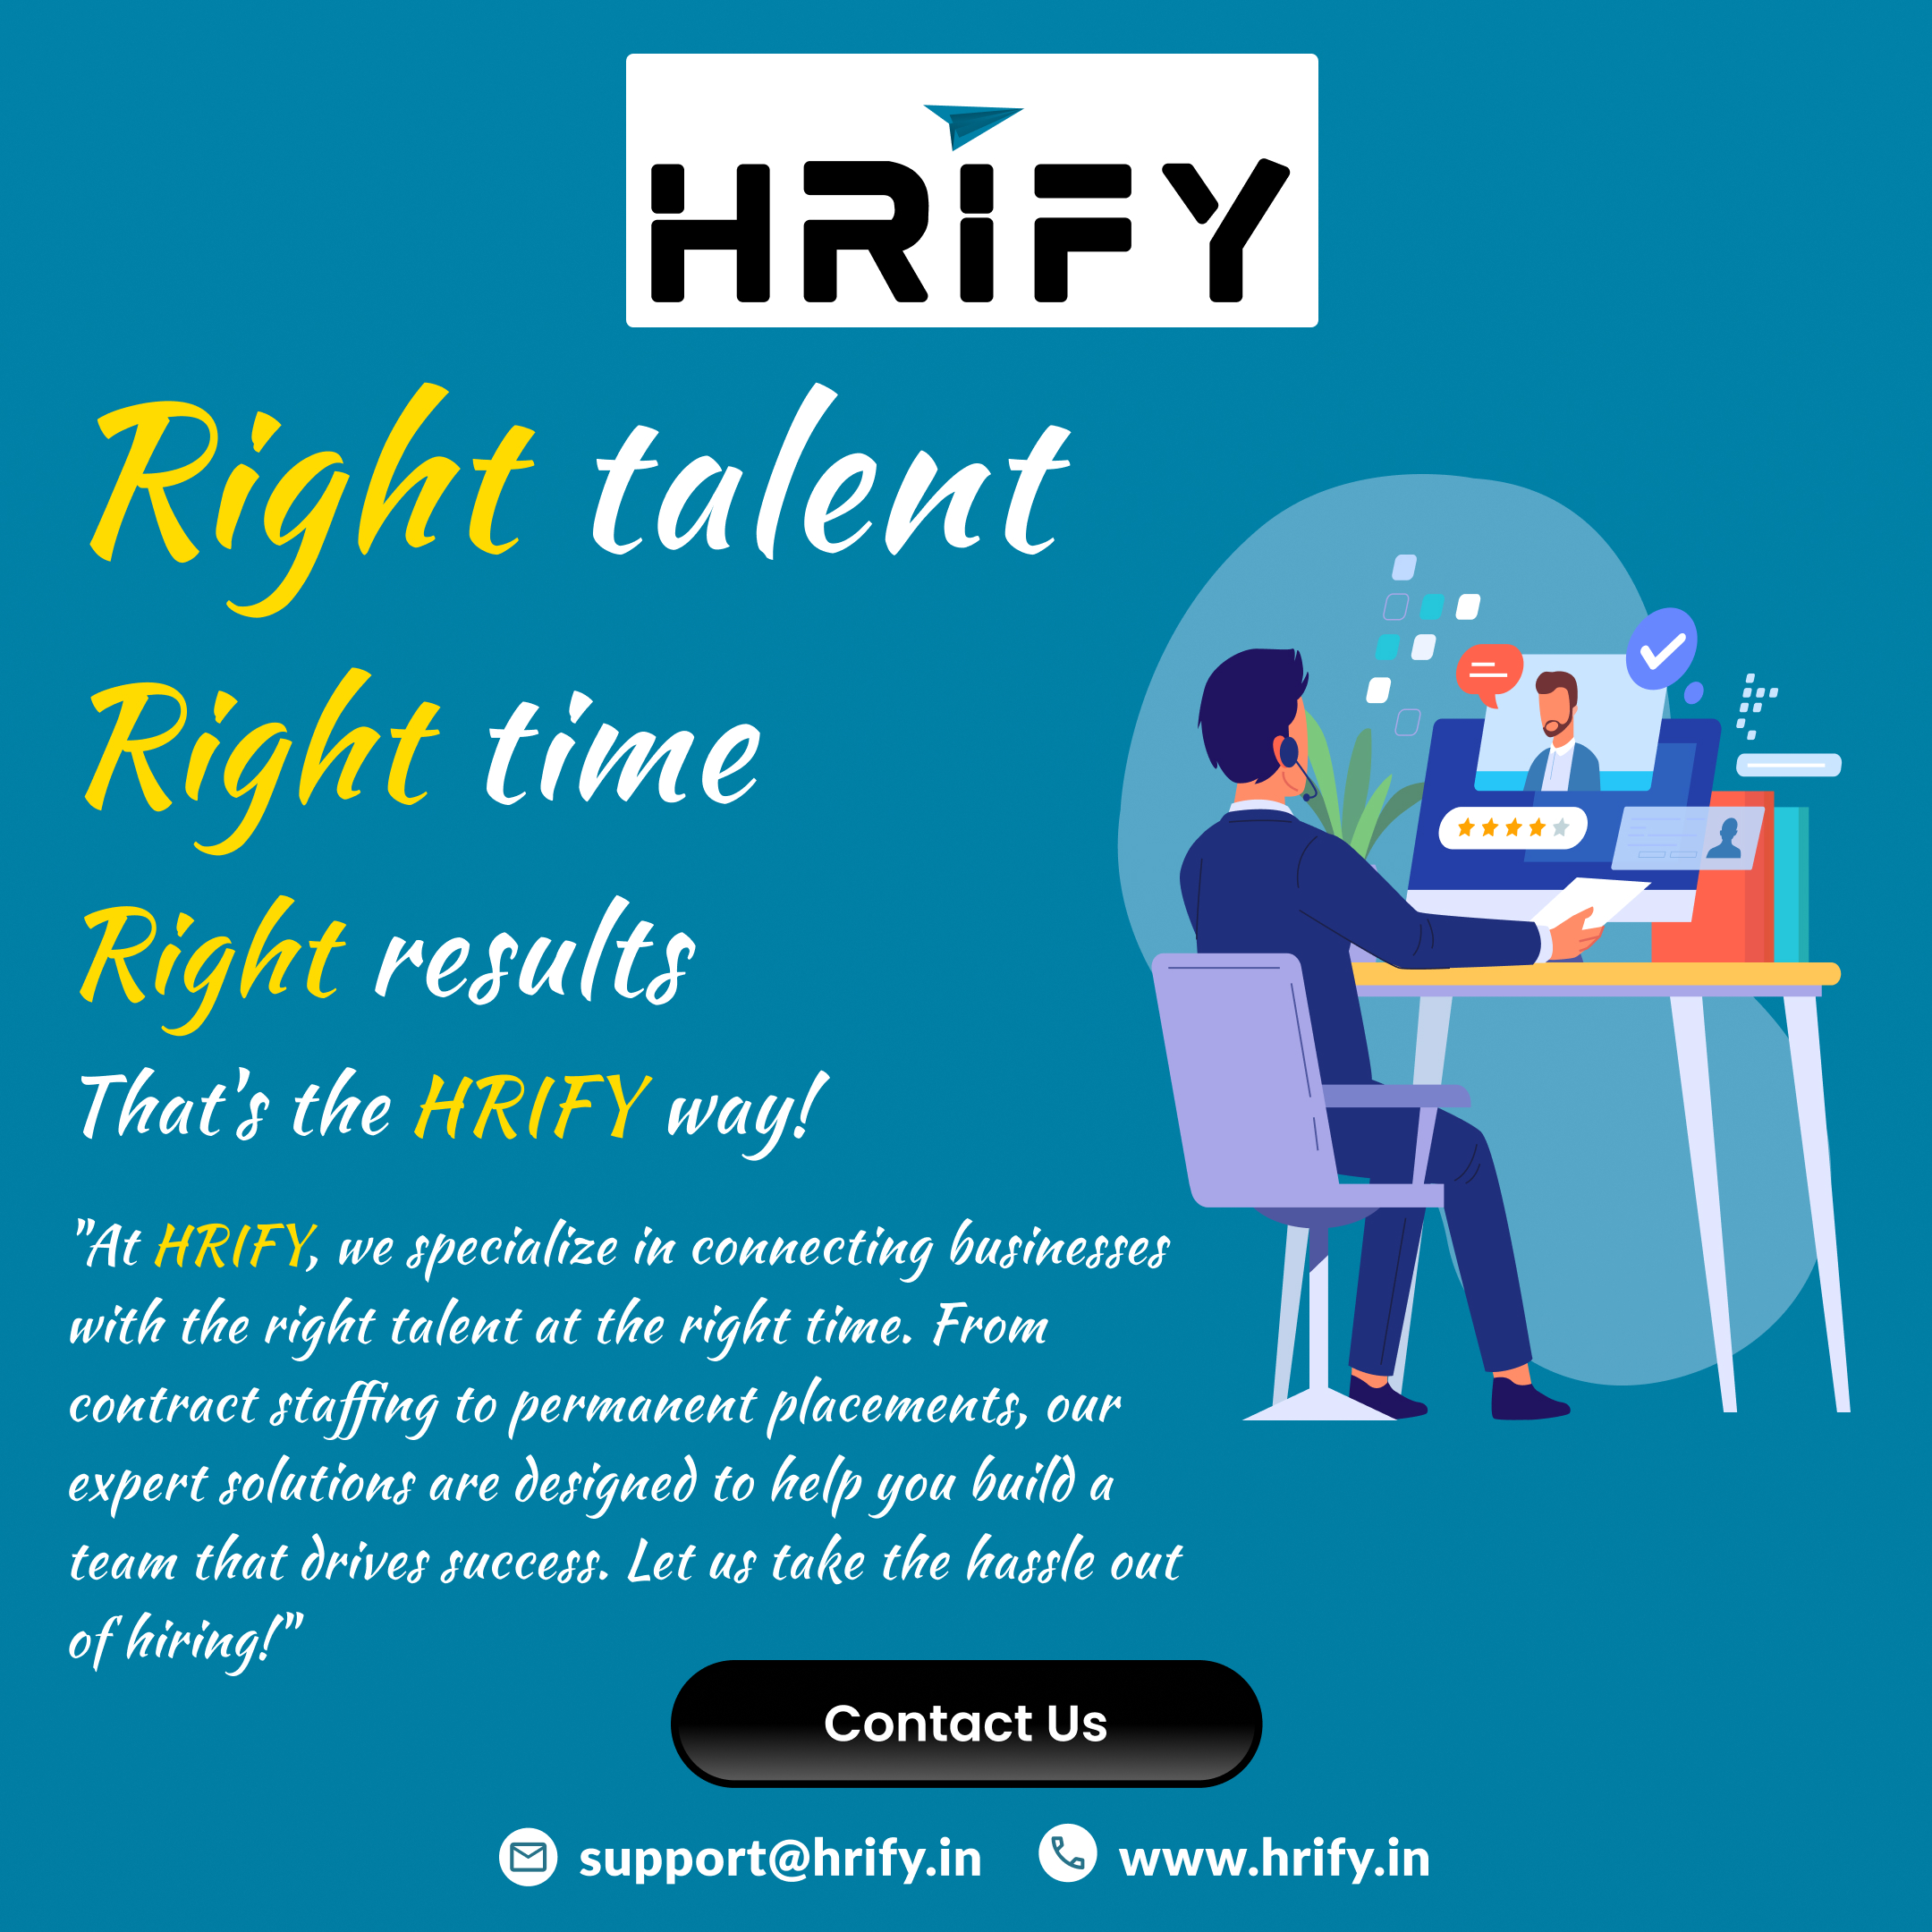 HRIFY
Right talent
Right time
Right results
That's the HRIFY way!
"At HRIFY, we specialize in connecting businesses
with the right talent at the right time. From
contract staffing to permanent placements, our
expert solutions are designed to help you build a
team that drives success. Let us take the hassle out
of hiring!"
Contact Us
support@hrify.in
www.hrify.in